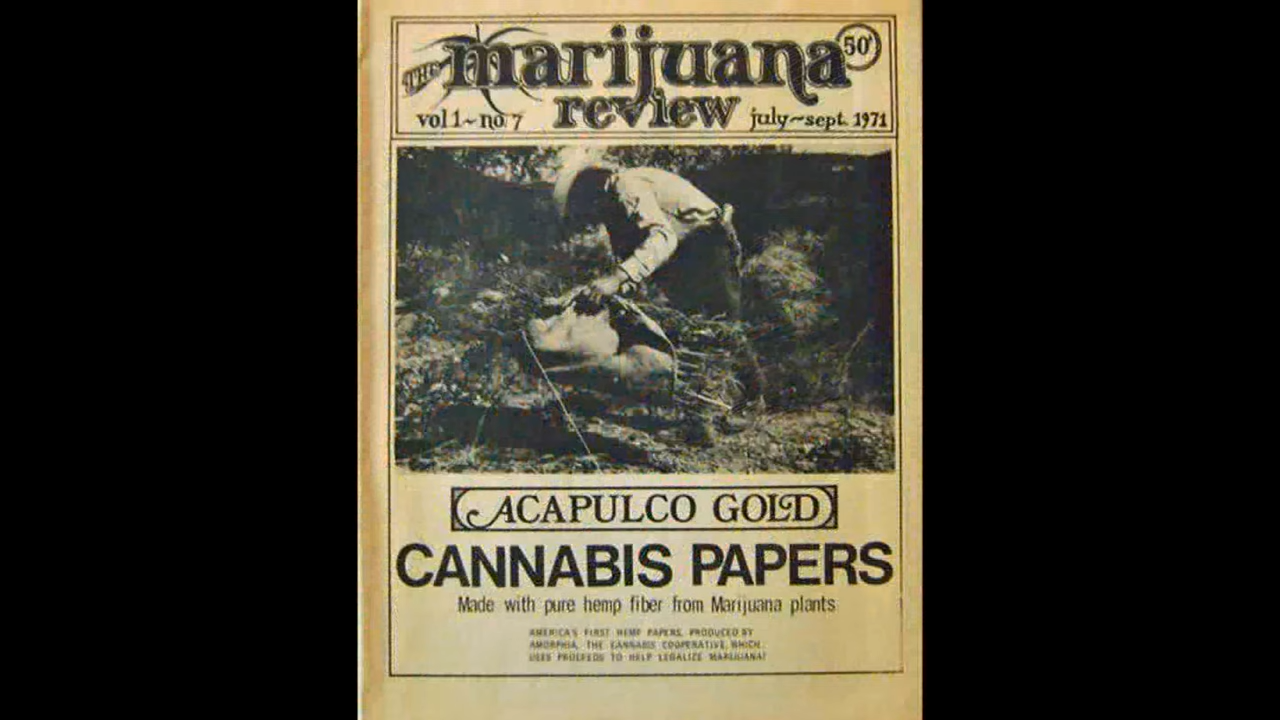 THE marijuana 50¢
review
vol 1~no. 7 july~sept. 1971
ACAPULCO GOLD
CANNABIS PAPERS
Made with pure hemp fiber from Marijuana plants
AMERICA'S FIRST HEMP PAPERS, PRODUCED BY
AMORPHIA, THE CANNABIS COOPERATIVE, WHICH
USES PROCEEDS TO HELP LEGALIZE MARIJUANA!